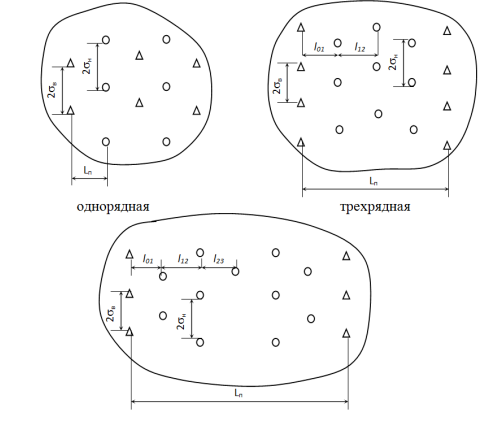 2σв
2σн
Lп
однорядная
l01
l12
2σв
2σн
Lп
трехрядная
l01 l12 l23
2σв
2σн
Lп